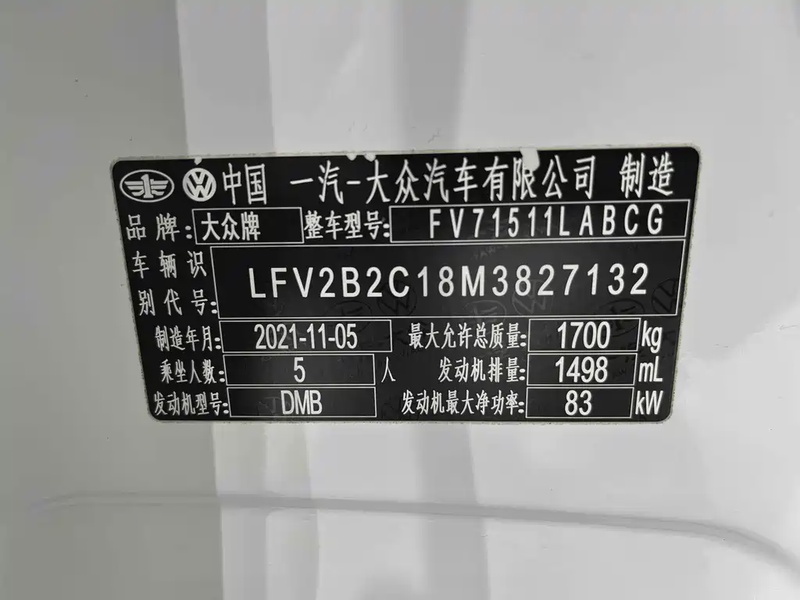 中国 一汽-大众汽车有限公司 制造
品牌: 大众牌 整车型号: FV71511LABCG
车辆识别代号: LFV2B2C18M3827132
制造年月: 2021-11-05 最大允许总质量: 1700 kg
乘坐人数: 5 人 发动机排量: 1498 mL
发动机型号: DMB 发动机最大净功率: 83 kW